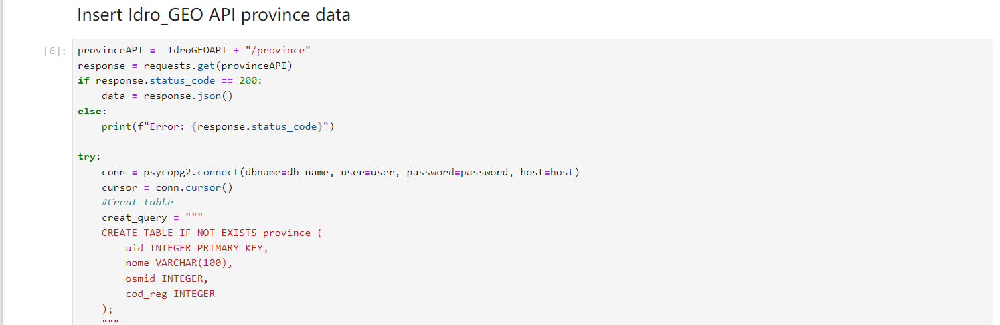 Insert Idro_GEO API province data
[6]:
provinceAPI =  IdroGEOAPI + "/province"
response = requests.get(provinceAPI)
if response.status_code == 200:
    data = response.json()
else:
    print(f"Error: {response.status_code}")

try:
    conn = psycopg2.connect(dbname=db_name, user=user, password=password, host=host)
    cursor = conn.cursor()
    #Creat table
    creat_query = """
    CREATE TABLE IF NOT EXISTS province (
        uid INTEGER PRIMARY KEY,
        nome VARCHAR(100),
        osmid INTEGER,
        cod_reg INTEGER
    );
    """